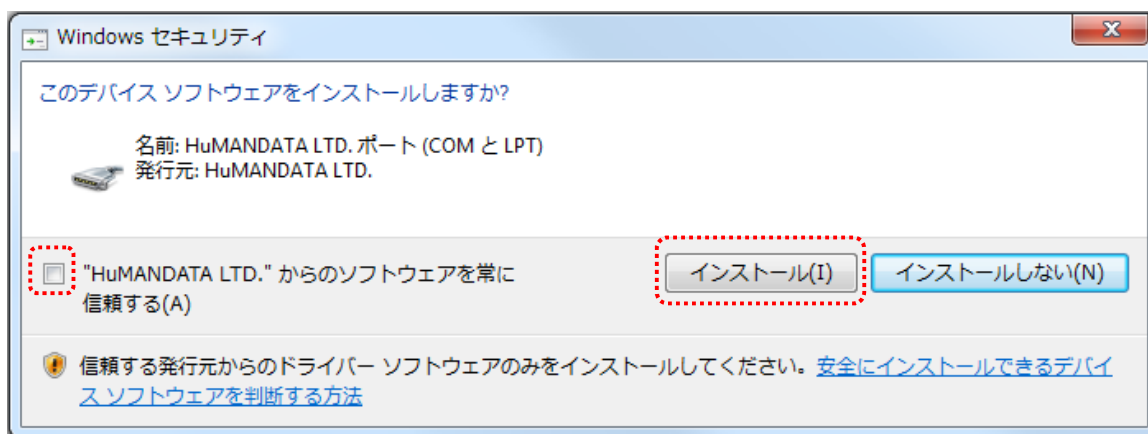 Windows セキュリティ
このデバイス ソフトウェアをインストールしますか?
名前: HuMANDATA LTD. ポート (COM と LPT)
発行元: HuMANDATA LTD.
"HuMANDATA LTD." からのソフトウェアを常に
信頼する(A)
インストール(I)
インストールしない(N)
信頼する発行元からのドライバー ソフトウェアのみをインストールしてください。安全にインストールできるデバイ
ス ソフトウェアを判断する方法